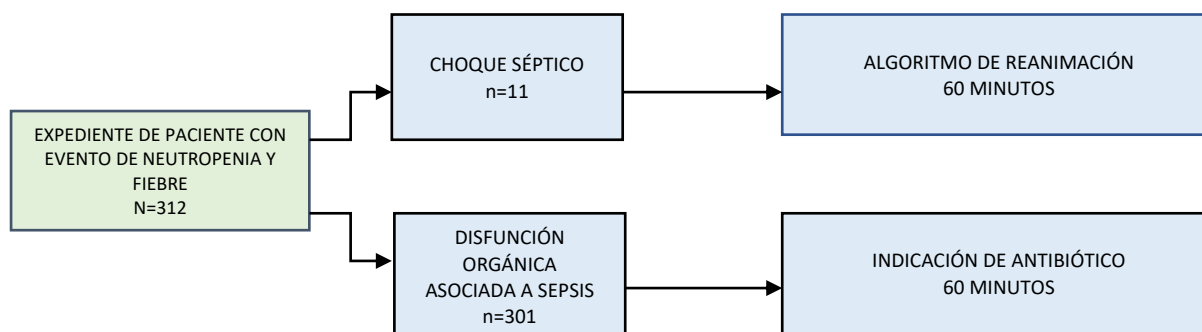 EXPEDIENTE DE PACIENTE CON
EVENTO DE NEUTROPENIA Y
FIEBRE
N=312
CHOQUE SÉPTICO
n=11
ALGORITMO DE REANIMACIÓN
60 MINUTOS
DISFUNCIÓN
ORGÁNICA
ASOCIADA A SEPSIS
n=301
INDICACIÓN DE ANTIBIÓTICO
60 MINUTOS